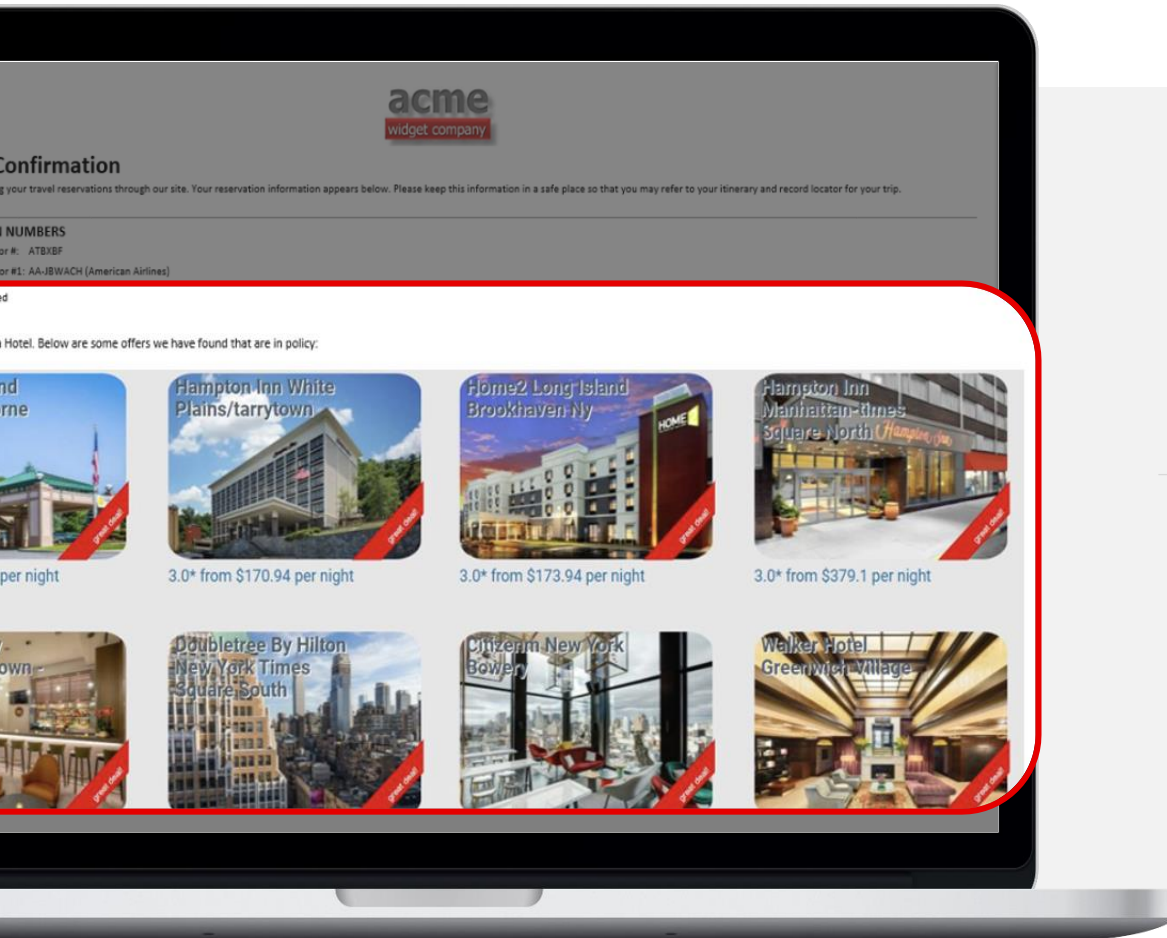 acme
widget company
Confirmation
g your travel reservations through our site. Your reservation information appears below. Please keep this information in a safe place so that you may refer to your itinerary and record locator for your trip.
N NUMBERS
or #: ATBXBF
or #1: AA-JBWACH (American Airlines)
ed
Hotel. Below are some offers we have found that are in policy:
nd
rne
great deal!
per night
Hampton Inn White
Plains/tarrytown
great deal!
3.0* from $170.94 per night
Home2 Long Island
Brookhaven Ny
HOME
great deal!
3.0* from $173.94 per night
Hampton Inn
Manhattan-times
Square North
Hampton Inn
great deal!
3.0* from $379.1 per night
own -
great deal!
Doubletree By Hilton
New York Times
Square South
great deal!
Citizenm New York
Bowery
great deal!
Walker Hotel
Greenwich Village
great deal!